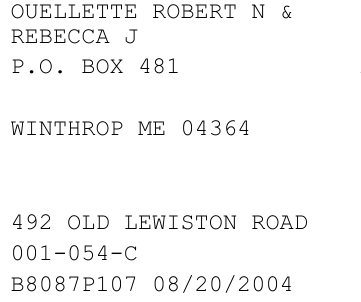 OUELLETTE ROBERT N &
REBECCA J
P.O. BOX 481
WINTHROP ME 04364
492 OLD LEWISTON ROAD
001-054-C
B8087P107 08/20/2004